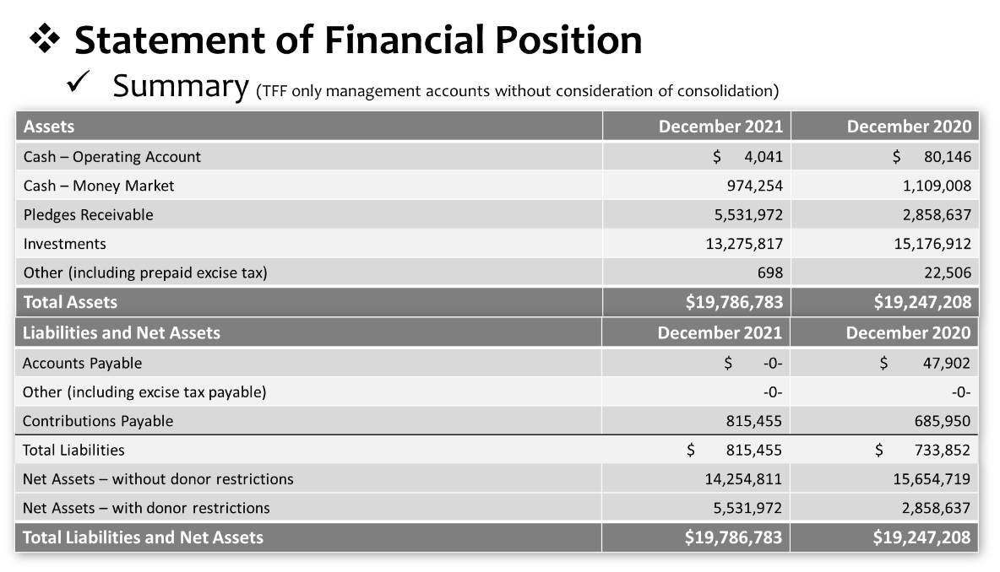 ❖ Statement of Financial Position
✓ Summary (TFF only management accounts without consideration of consolidation)
Assets December 2021 December 2020
Cash – Operating Account $ 4,041 $ 80,146
Cash – Money Market 974,254 1,109,008
Pledges Receivable 5,531,972 2,858,637
Investments 13,275,817 15,176,912
Other (including prepaid excise tax) 698 22,506
Total Assets $19,786,783 $19,247,208
Liabilities and Net Assets December 2021 December 2020
Accounts Payable $ -0- $ 47,902
Other (including excise tax payable) -0- -0-
Contributions Payable 815,455 685,950
Total Liabilities $ 815,455 $ 733,852
Net Assets – without donor restrictions 14,254,811 15,654,719
Net Assets – with donor restrictions 5,531,972 2,858,637
Total Liabilities and Net Assets $19,786,783 $19,247,208